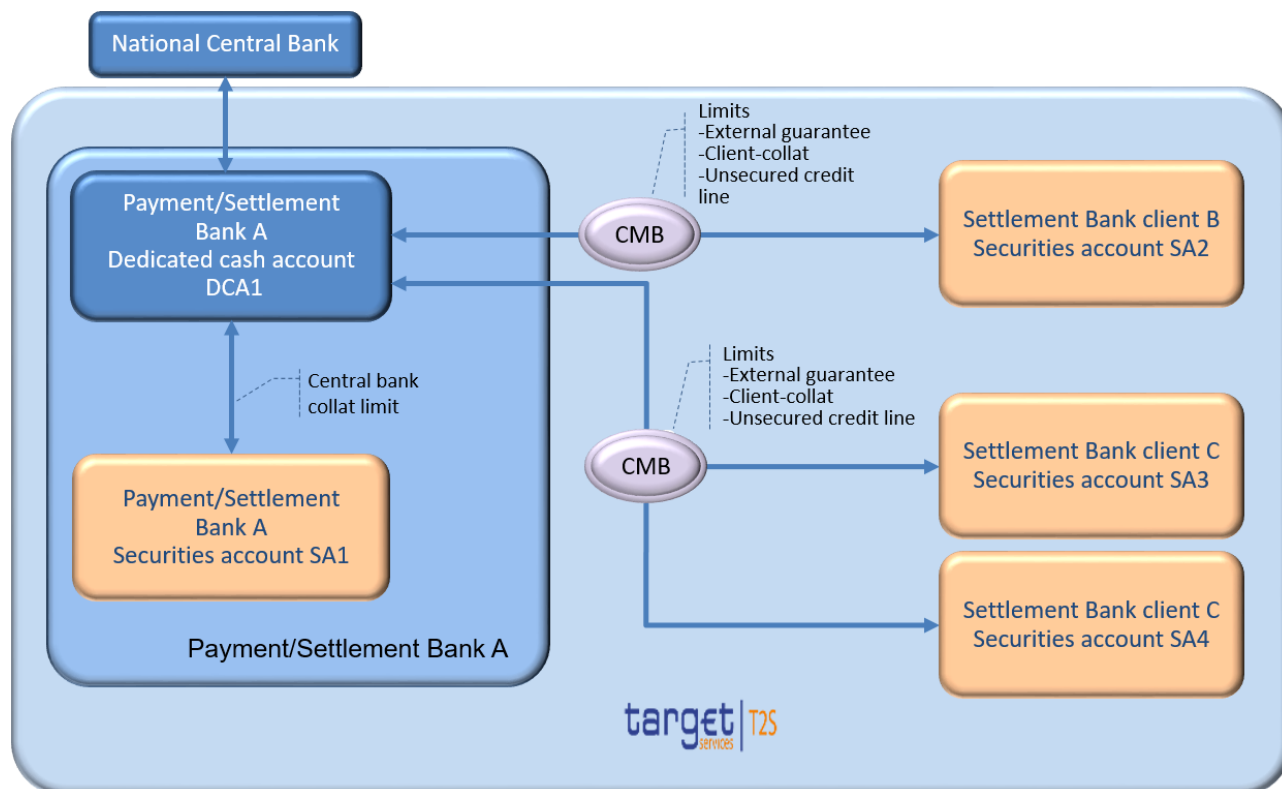 National Central Bank
Limits
-External guarantee
-Client-collat
-Unsecured credit
line
Payment/Settlement
Bank A
Dedicated cash account
DCA1
CMB
Settlement Bank client B
Securities account SA2
Limits
-External guarantee
-Client-collat
-Unsecured credit line
Central bank
collat limit
CMB
Settlement Bank client C
Securities account SA3
Payment/Settlement
Bank A
Securities account SA1
Settlement Bank client C
Securities account SA4
Payment/Settlement Bank A
target T2S
services